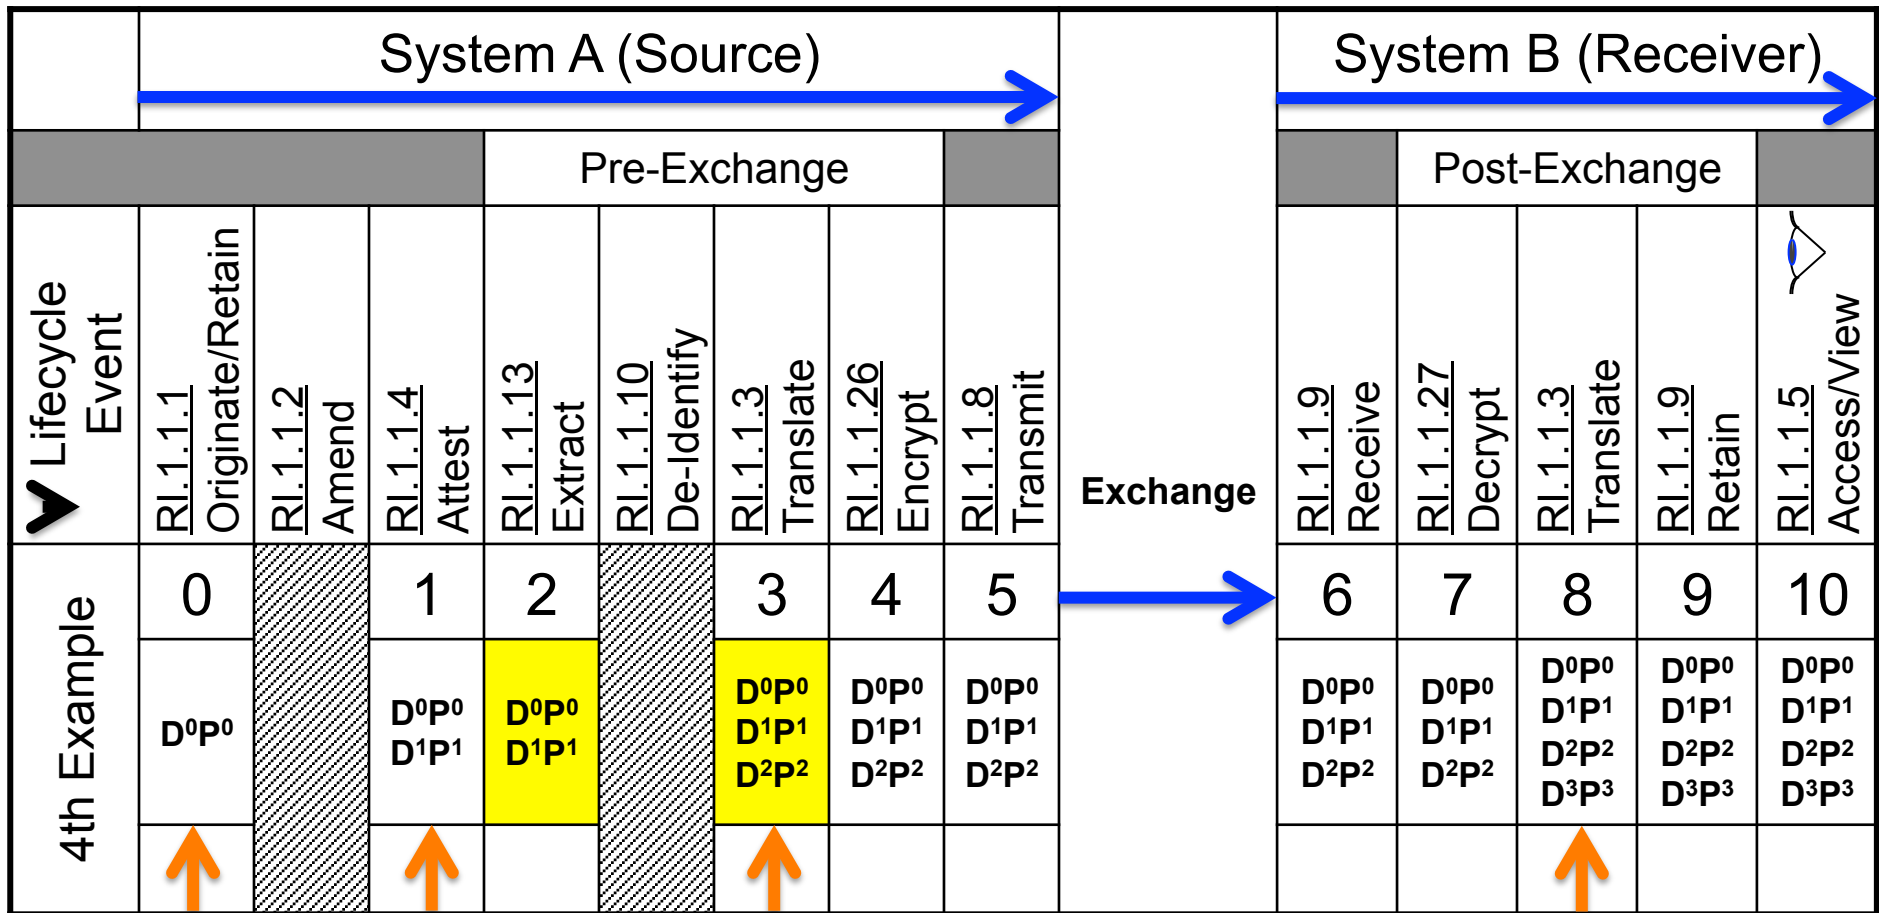 System A (Source)
System B (Receiver)
Pre-Exchange
Post-Exchange
Lifecycle
Event
RI.1.1.1
Originate/Retain
RI.1.1.2
Amend
RI.1.1.4
Attest
RI.1.1.13
Extract
RI.1.1.10
De-Identify
RI.1.1.3
Translate
RI.1.1.26
Encrypt
RI.1.1.8
Transmit
Exchange
RI.1.1.9
Receive
RI.1.1.27
Decrypt
RI.1.1.3
Translate
RI.1.1.9
Retain
RI.1.1.5
Access/View
4th Example
0
1
2
3
4
5
6
7
8
9
10
D⁰P⁰
D⁰P⁰
D¹P¹
D⁰P⁰
D¹P¹
D⁰P⁰
D¹P¹
D²P²
D⁰P⁰
D¹P¹
D²P²
D⁰P⁰
D¹P¹
D²P²
D⁰P⁰
D¹P¹
D²P²
D⁰P⁰
D¹P¹
D²P²
D⁰P⁰
D¹P¹
D²P²
D³P³
D⁰P⁰
D¹P¹
D²P²
D³P³
D⁰P⁰
D¹P¹
D²P²
D³P³